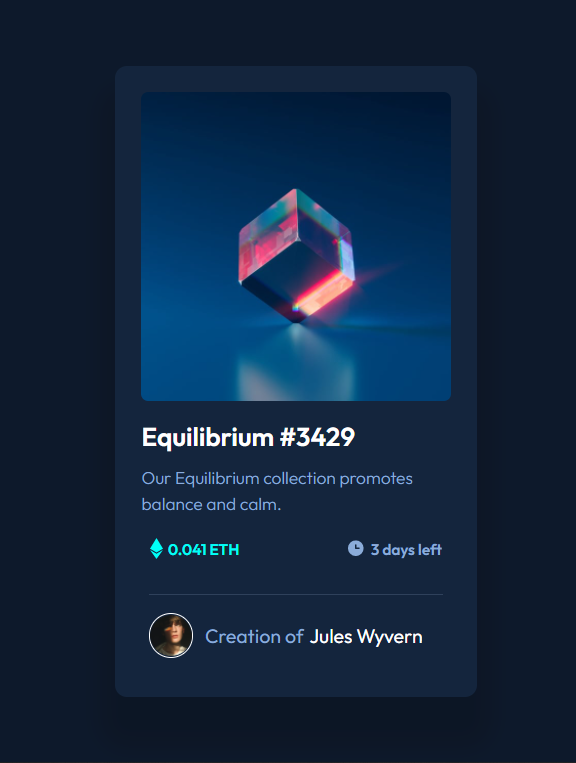 Equilibrium #3429
Our Equilibrium collection promotes
balance and calm.
0.041 ETH
3 days left
Creation of Jules Wyvern